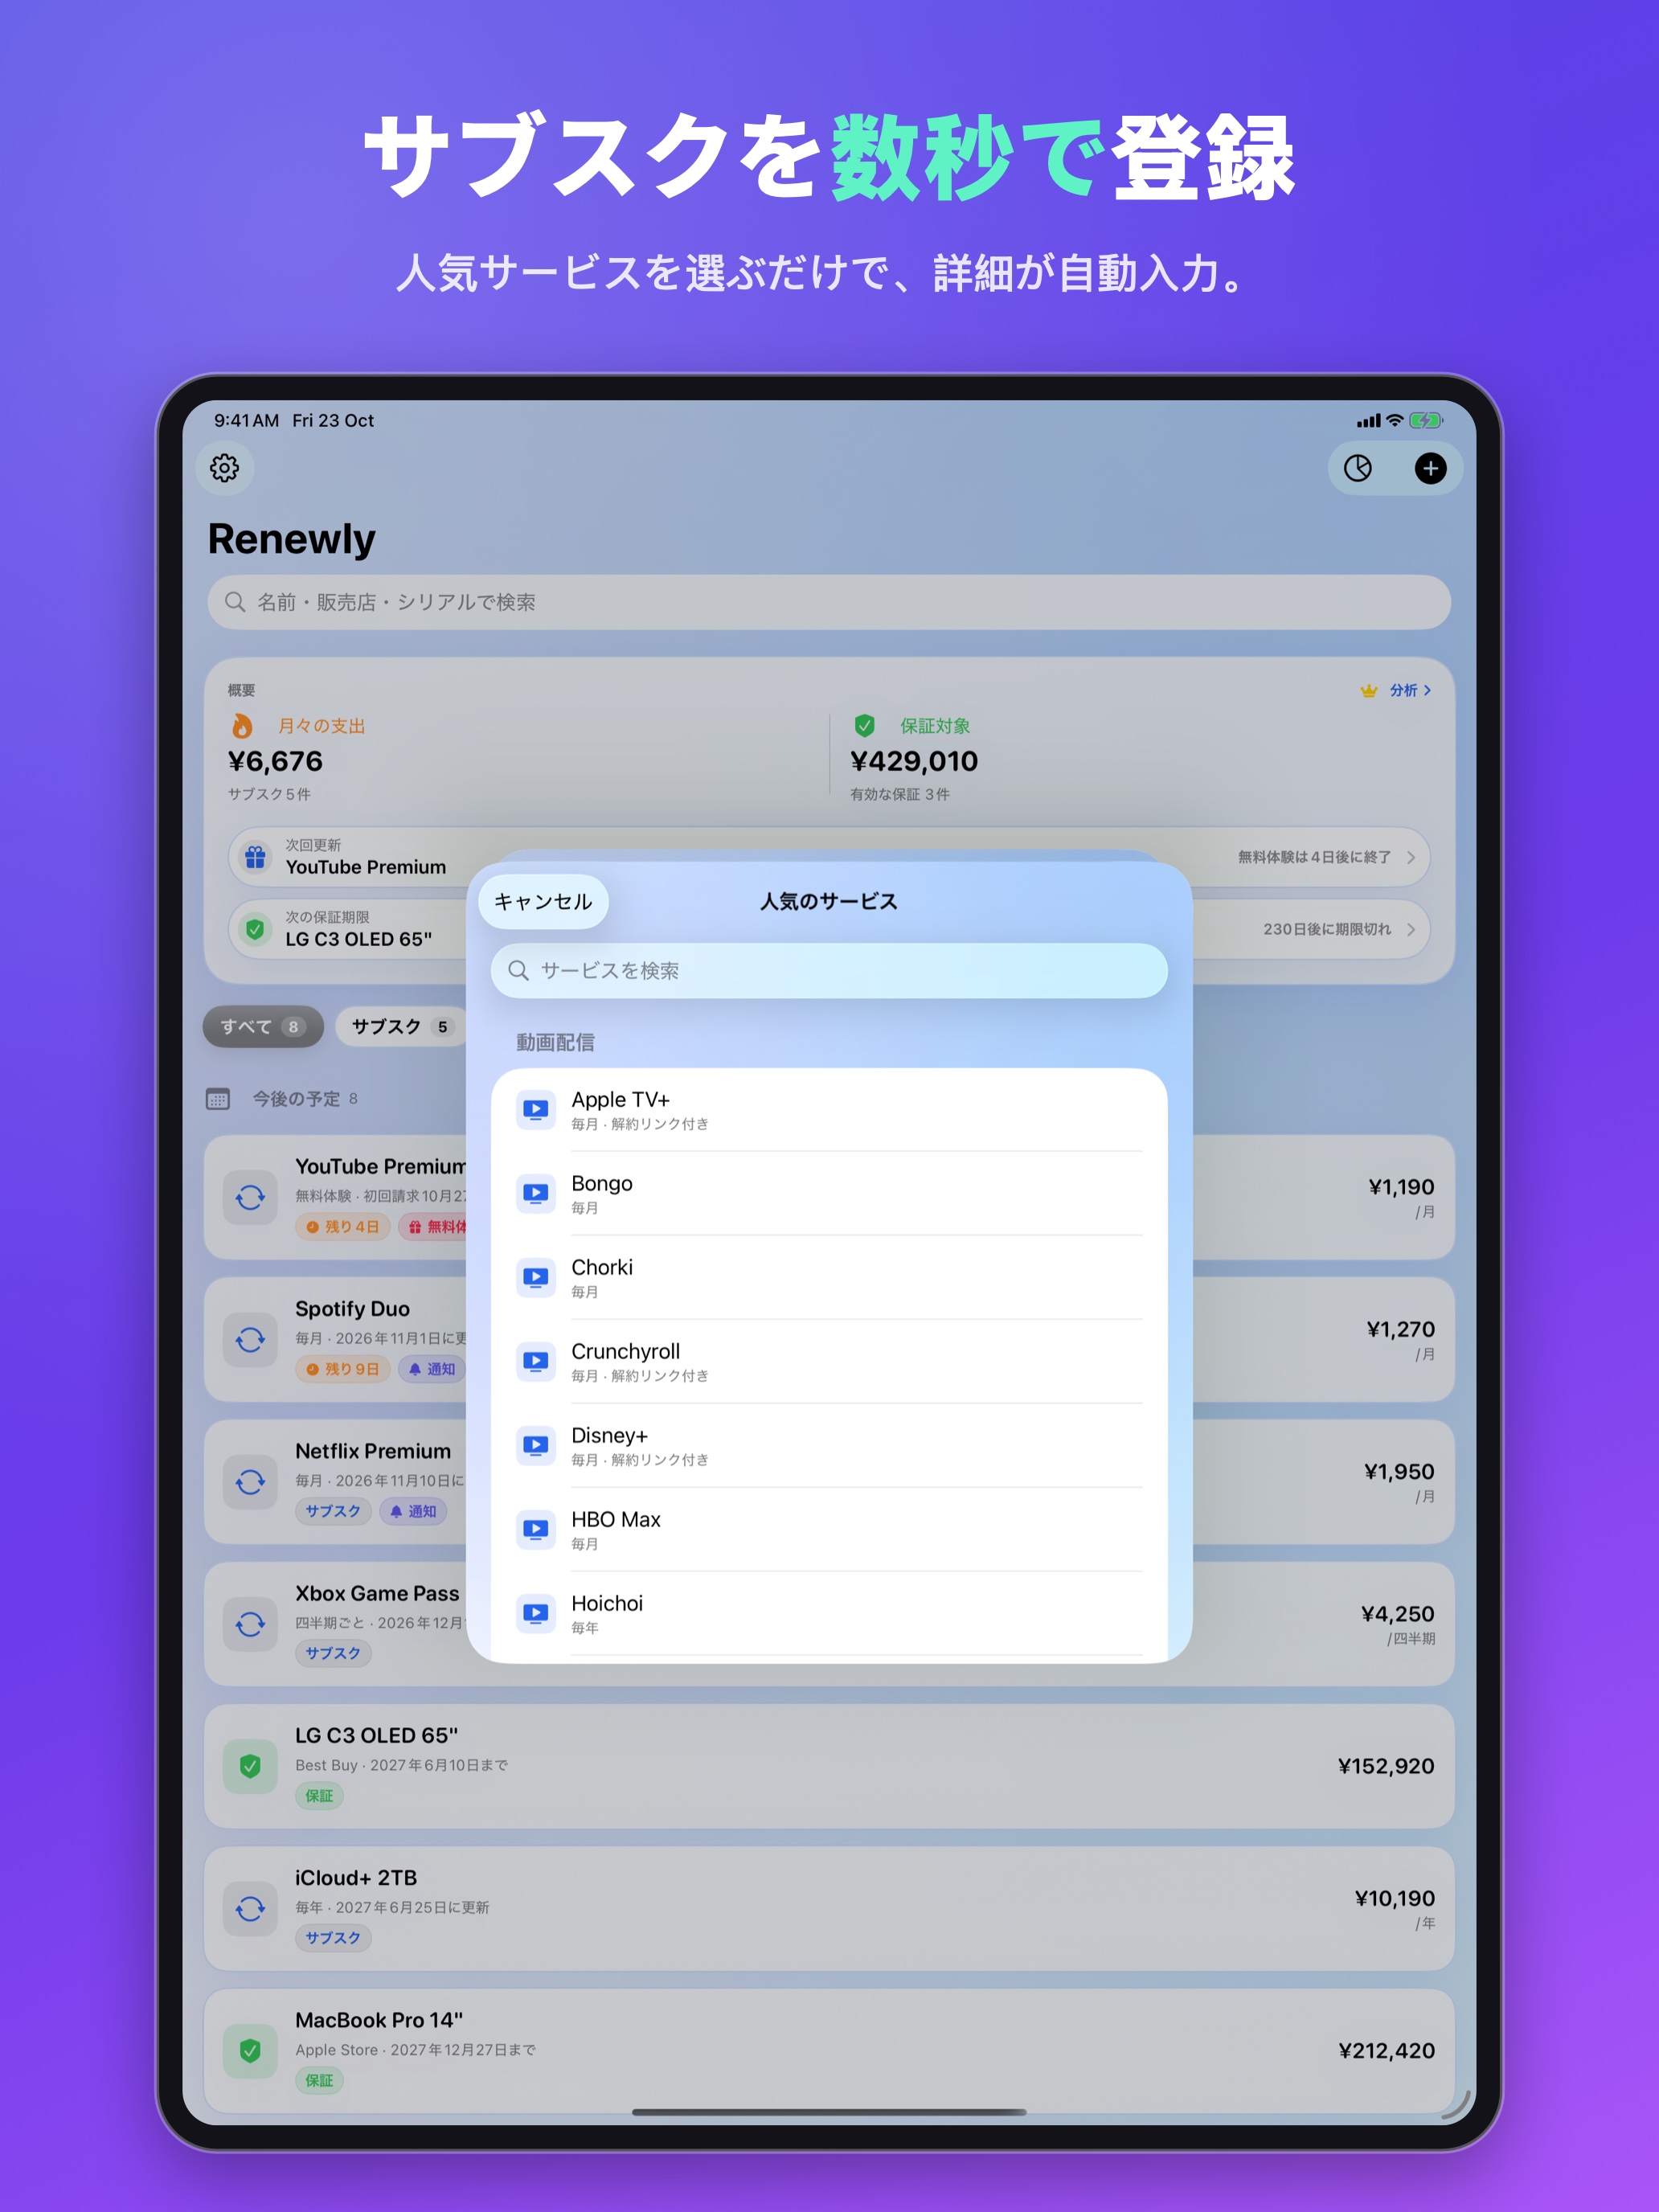 サブスクを数秒で登録
人気サービスを選ぶだけで、詳細が自動入力。
9:41 AM Fri 23 Oct
Renewly
名前・販売店・シリアルで検索
概要
分析
月々の支出
¥6,676
サブスク5件
保証対象
¥429,010
有効な保証 3件
次回更新
YouTube Premium
無料体験は4日後に終了
次の保証期限
LG C3 OLED 65"
230日後に期限切れ
キャンセル
人気のサービス
サービスを検索
すべて 8
サブスク 5
今後の予定 8
動画配信
Apple TV+
毎月 · 解約リンク付き
Bongo
毎月
Chorki
毎月
Crunchyroll
毎月 · 解約リンク付き
Disney+
毎月 · 解約リンク付き
HBO Max
毎月
Hoichoi
毎年
YouTube Premium
無料体験 · 初回請求10月2
残り4日
無料体
¥1,190
/月
Spotify Duo
毎月 · 2026年11月1日に更
残り9日
通知
¥1,270
/月
Netflix Premium
毎月 · 2026年11月10日に
サブスク
通知
¥1,950
/月
Xbox Game Pass
四半期ごと · 2026年12月
サブスク
¥4,250
/四半期
LG C3 OLED 65"
Best Buy · 2027年6月10日まで
保証
¥152,920
iCloud+ 2TB
毎年 · 2027年6月25日に更新
サブスク
¥10,190
/年
MacBook Pro 14"
Apple Store · 2027年12月27日まで
保証
¥212,420